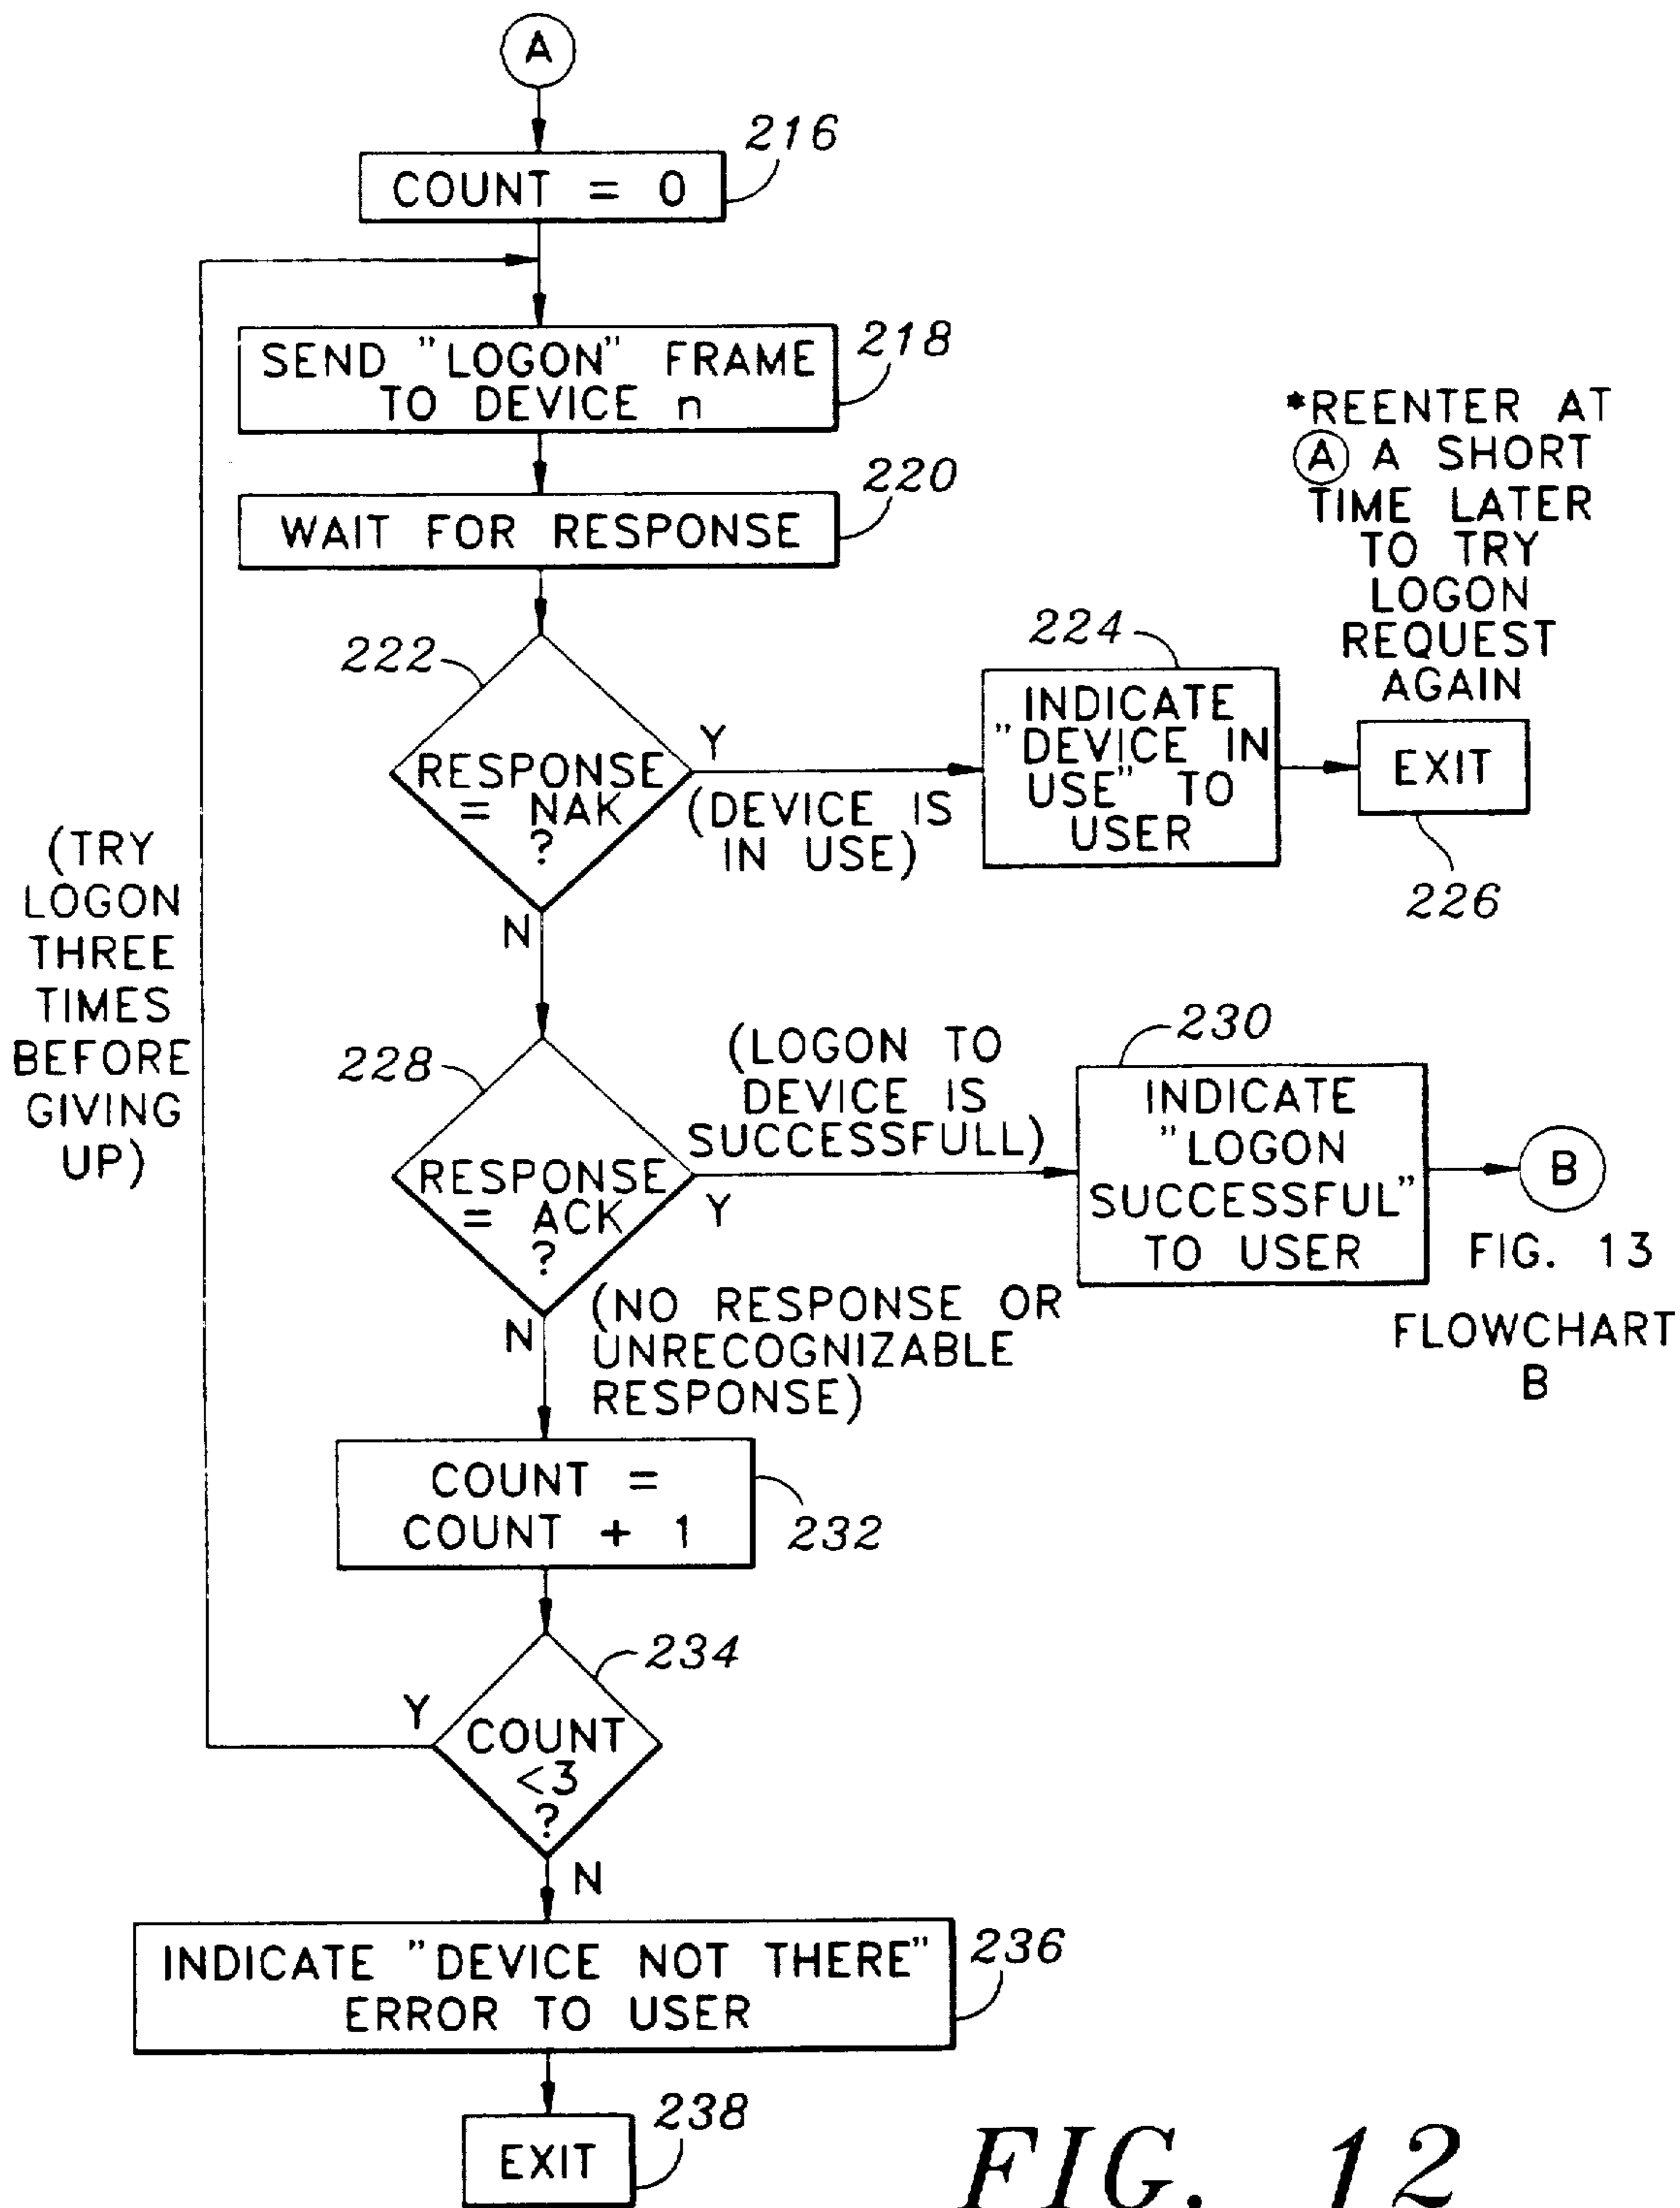 A
216
COUNT = 0
218
SEND "LOGON" FRAME
TO DEVICE n
*REENTER AT
A A SHORT
TIME LATER
TO TRY
LOGON
REQUEST
AGAIN
220
WAIT FOR RESPONSE
222
RESPONSE
= NAK
?
Y
(DEVICE IS
IN USE)
N
224
INDICATE
"DEVICE IN
USE" TO
USER
EXIT
226
(TRY
LOGON
THREE
TIMES
BEFORE
GIVING
UP)
228
RESPONSE
= ACK
?
(LOGON TO
DEVICE IS
SUCCESSFULL)
Y
230
INDICATE
"LOGON
SUCCESSFUL"
TO USER
B
FIG. 13
FLOWCHART
B
N
(NO RESPONSE OR
UNRECOGNIZABLE
RESPONSE)
COUNT =
COUNT + 1
232
234
COUNT
<3
?
Y
N
INDICATE "DEVICE NOT THERE"
ERROR TO USER
236
EXIT
238
FIG. 12